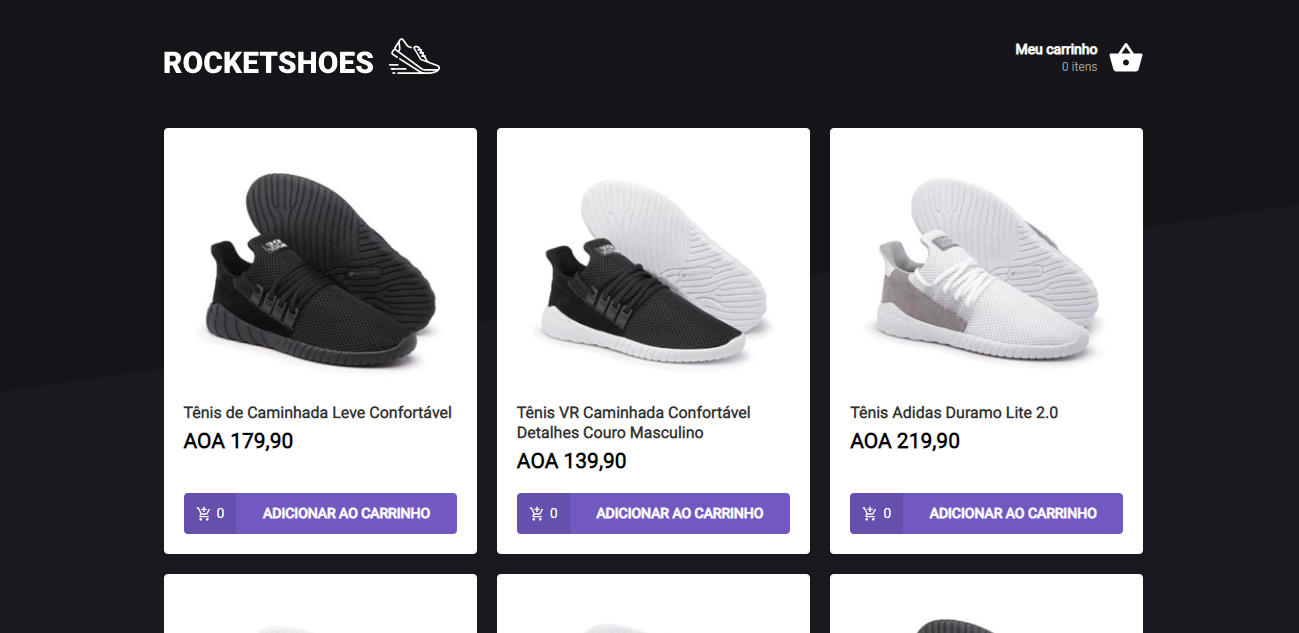 ROCKETSHOES
Meu carrinho
0 itens
Tênis de Caminhada Leve Confortável
AOA 179,90
0 ADICIONAR AO CARRINHO
Tênis VR Caminhada Confortável
Detalhes Couro Masculino
AOA 139,90
0 ADICIONAR AO CARRINHO
Tênis Adidas Duramo Lite 2.0
AOA 219,90
0 ADICIONAR AO CARRINHO